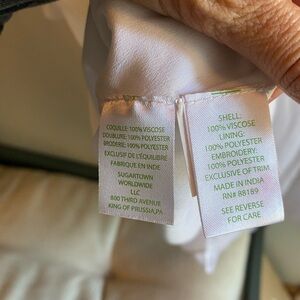 COQUILLE: 100% VISCOSE
DOUBLURE: 100% POLYESTER
BRODERIE: 100% POLYESTER
EXCLUSIF DE L'ÉQUILIBRE
FABRIQUE EN INDE
SUGARTOWN
WORLDWIDE
LLC
800 THIRD AVENUE
KING OF PRUSSIA,PA
SHELL:
100% VISCOSE
LINING:
100% POLYESTER
EMBROIDERY:
100% POLYESTER
EXCLUSIVE OF TRIM
MADE IN INDIA
RN# 88189
SEE REVERSE
FOR CARE